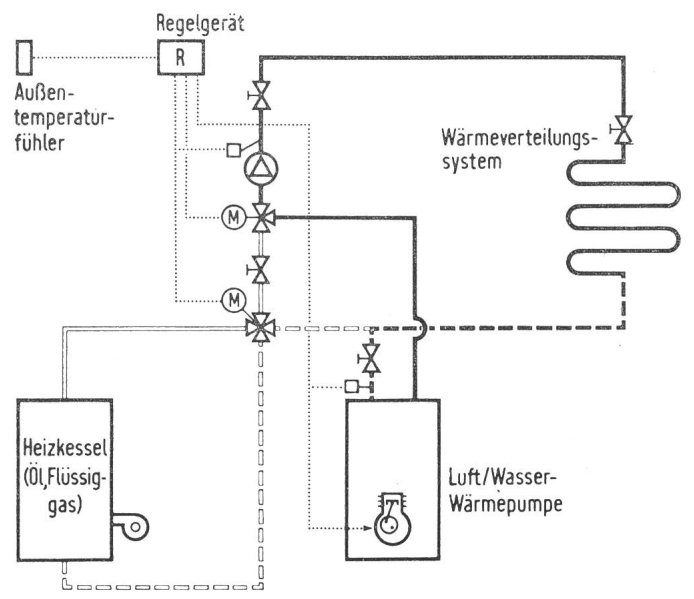 Regelgerät
R
Außen-
temperatur-
fühler
Wärmeverteilungs-
system
M
M
Heizkessel
(Öl,Flüssig-
gas)
Luft/Wasser-
Wärmepumpe